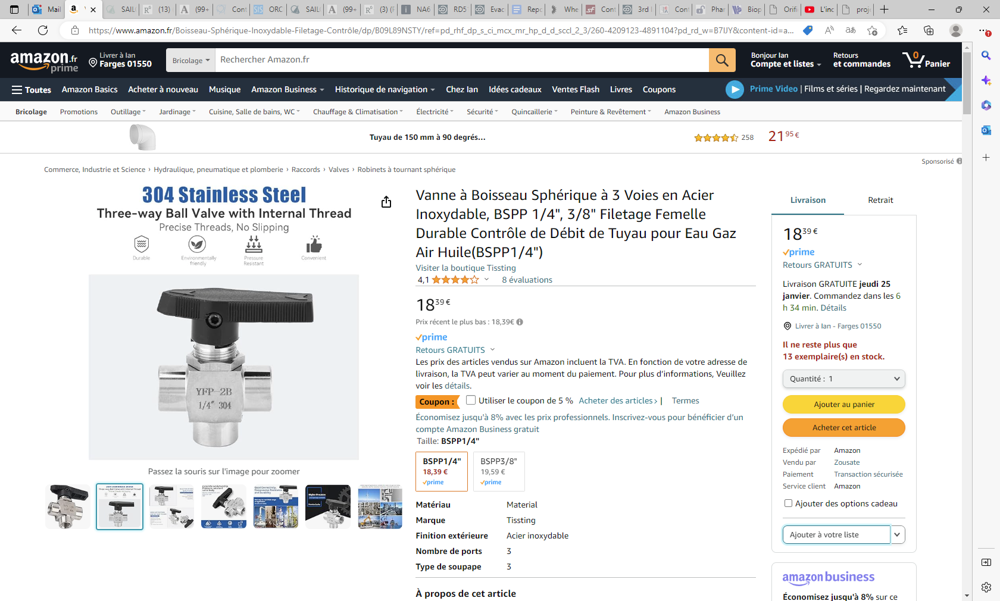 Mail
SAIL
(13)
(99+
Cont
ORC
SAIL
(99+
(3) (
NA6
RD5
Evac
Repc
Whe
Cont
3rd
Con
Phar
Biop
Orifi
L'inc
proj
https://www.amazon.fr/Boisseau-Sphérique-Inoxydable-Filetage-Contrôle/dp/B09L89NSTY/ref=pd_rhf_dp_s_ci_mcx_mr_hp_d_d_sccl_2_3/260-4209123-4891104?pd_rd_w=B7IJY&content-id=a...
amazon.fr
prime
Livrer à Ian
Farges 01550
Bricolage
Rechercher Amazon.fr
Bonjour Ian
Compte et listes
Retours
et commandes
0
Panier
Toutes
Amazon Basics
Acheter à nouveau
Musique
Amazon Business
Historique de navigation
Chez Ian
Idées cadeaux
Ventes Flash
Livres
Coupons
Prime Video | Films et séries | Regardez maintenant
Bricolage
Promotions
Outillage
Jardinage
Cuisine, Salle de bains, WC
Chauffage & Climatisation
Électricité
Sécurité
Quincaillerie
Peinture & Revêtement
Amazon Business
Tuyau de 150 mm à 90 degrés...
258
21 95 €
Sponsorisé
Commerce, Industrie et Science › Hydraulique, pneumatique et plomberie › Raccords › Valves › Robinets à tournant sphérique
304 Stainless Steel
Three-way Ball Valve with Internal Thread
Precise Threads, No Slipping
Durable
Environmentally
friendly
Pressure
Resistant
Convenient
YFP-2B
1/4" 304
Passez la souris sur l'image pour zoomer
Vanne à Boisseau Sphérique à 3 Voies en Acier
Inoxydable, BSPP 1/4", 3/8" Filetage Femelle
Durable Contrôle de Débit de Tuyau pour Eau Gaz
Air Huile(BSPP1/4")
Visiter la boutique Tissting
4,1
8 évaluations
18 39 €
Prix récent le plus bas : 18,39€
prime
Retours GRATUITS
Les prix des articles vendus sur Amazon incluent la TVA. En fonction de votre adresse de
livraison, la TVA peut varier au moment du paiement. Pour plus d'informations, Veuillez
voir les détails.
Coupon :
Utiliser le coupon de 5 %
Acheter des articles › |
Termes
Économisez jusqu'à 8% avec les prix professionnels. Inscrivez-vous pour bénéficier d'un
compte Amazon Business gratuit
Taille: BSPP1/4"
BSPP1/4"
18,39 €
prime
BSPP3/8"
19,59 €
prime
Matériau Material
Marque Tissting
Finition extérieure Acier inoxydable
Nombre de ports 3
Type de soupape 3
À propos de cet article
Livraison
Retrait
18 39 €
prime
Retours GRATUITS
Livraison GRATUITE jeudi 25
janvier. Commandez dans les 6
h 34 min. Détails
Livrer à Ian - Farges 01550
Il ne reste plus que
13 exemplaire(s) en stock.
Quantité : 1
Ajouter au panier
Acheter cet article
Expédié par Amazon
Vendu par Zousate
Paiement Transaction sécurisée
Service client Amazon
Ajouter des options cadeau
Ajouter à votre liste
amazon business
Économisez jusqu'à 8% sur ce